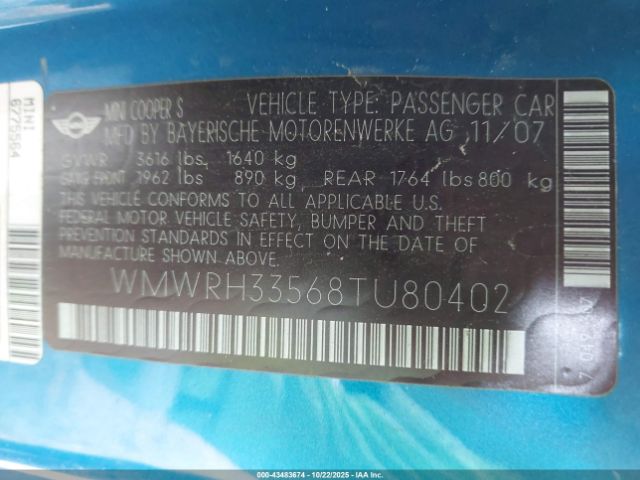 MINI COOPER S VEHICLE TYPE: PASSENGER CAR
MFD BY BAYERISCHE MOTORENWERKE AG 11/07
GVWR 3616 lbs 1640 kg
GAWR FRONT 1962 lbs 890 kg REAR 1764 lbs 800 kg
THIS VEHICLE CONFORMS TO ALL APPLICABLE U.S.
FEDERAL MOTOR VEHICLE SAFETY, BUMPER AND THEFT
PREVENTION STANDARDS IN EFFECT ON THE DATE OF
MANUFACTURE SHOWN ABOVE.
WMWRH33568TU80402
MINI
6775564
000-43483674 | 10/22/2025 - IAA, Inc.